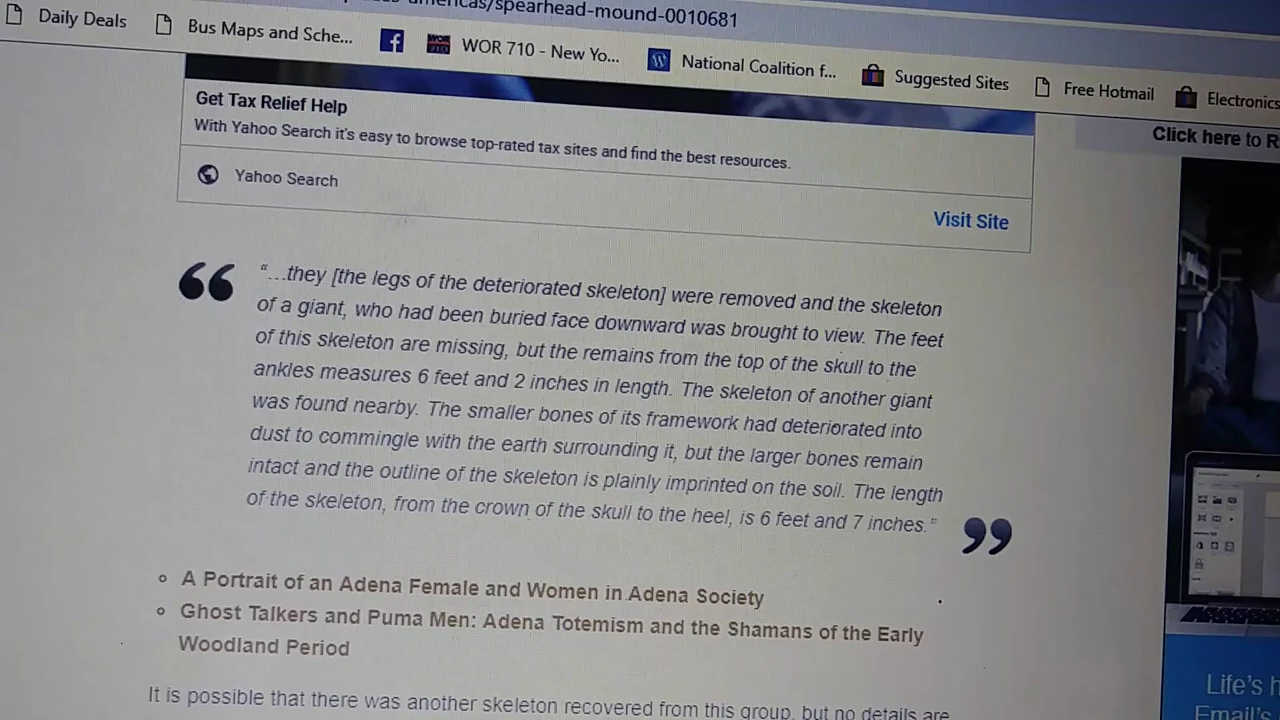 americas/spearhead-mound-0010681
Daily Deals Bus Maps and Sche... WOR 710 - New Yo... National Coalition f... Suggested Sites Free Hotmail Electronics
Get Tax Relief Help
With Yahoo Search it's easy to browse top-rated tax sites and find the best resources.
Yahoo Search
Visit Site
Click here to R
“...they [the legs of the deteriorated skeleton] were removed and the skeleton
of a giant, who had been buried face downward was brought to view. The feet
of this skeleton are missing, but the remains from the top of the skull to the
ankles measures 6 feet and 2 inches in length. The skeleton of another giant
was found nearby. The smaller bones of its framework had deteriorated into
dust to commingle with the earth surrounding it, but the larger bones remain
intact and the outline of the skeleton is plainly imprinted on the soil. The length
of the skeleton, from the crown of the skull to the heel, is 6 feet and 7 inches.”
A Portrait of an Adena Female and Women in Adena Society
Ghost Talkers and Puma Men: Adena Totemism and the Shamans of the Early
Woodland Period
It is possible that there was another skeleton recovered from this group, but no details are
Life's h
Email's